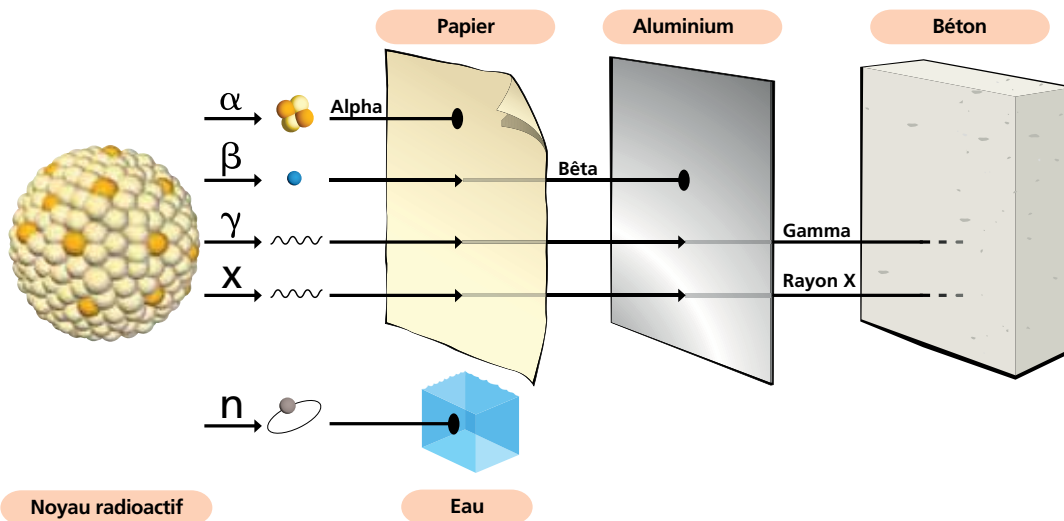 Papier
Aluminium
Béton
α
Alpha
β
Bêta
γ
Gamma
X
Rayon X
n
Noyau radioactif
Eau